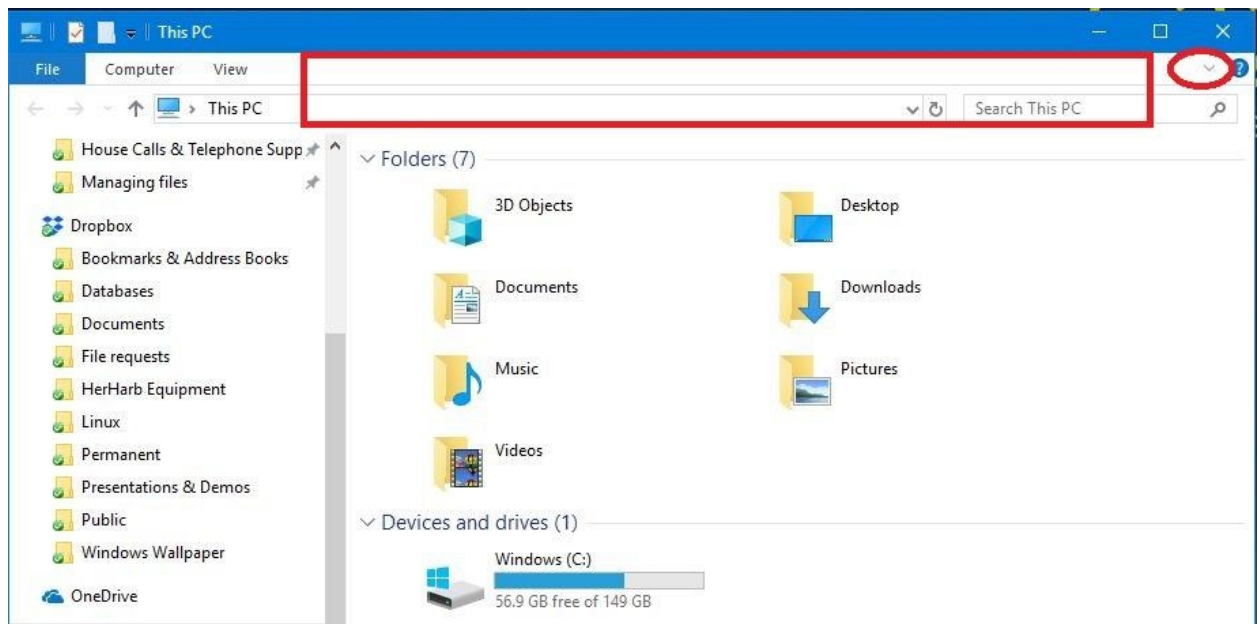 This PC
File Computer View
This PC
Search This PC
House Calls & Telephone Supp
Managing files
Dropbox
Bookmarks & Address Books
Databases
Documents
File requests
HerHarb Equipment
Linux
Permanent
Presentations & Demos
Public
Windows Wallpaper
OneDrive
Folders (7)
3D Objects
Desktop
Documents
Downloads
Music
Pictures
Videos
Devices and drives (1)
Windows (C:)
56.9 GB free of 149 GB